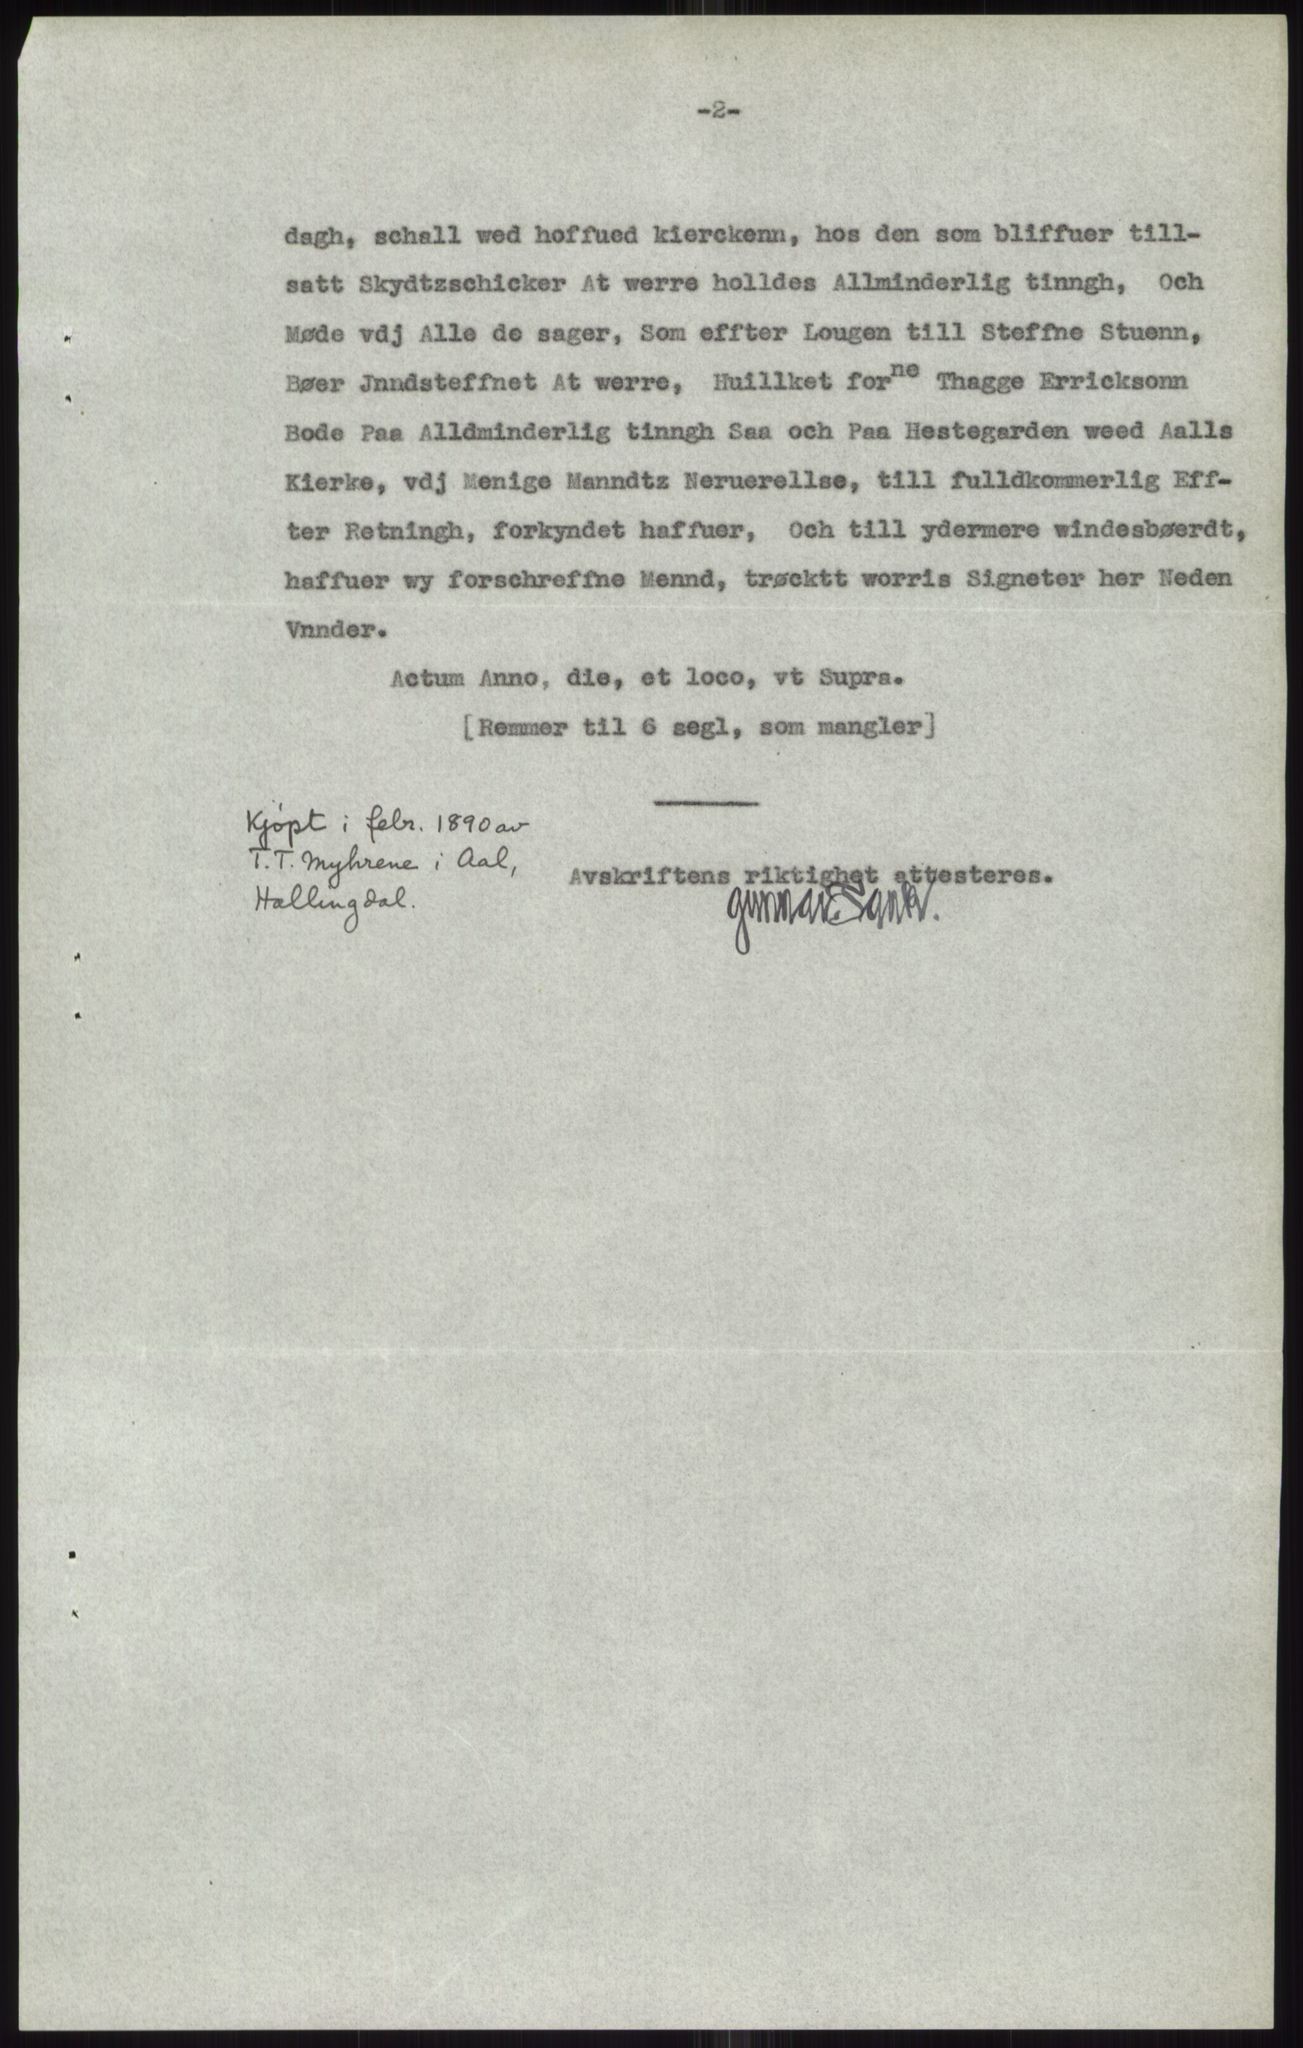 -2-
dagh, schall wed hoffued kierckenn, hos den som bliffuer till-
satt Skydtzschicker At werre holldes Allminderlig tinngh, Och
Møde vdj Alle de sager, Som effter Lougen till Steffne Stuenn,
Bøer Jnndsteffnet At werre, Huillket forne Thagge Erricksonn
Bode Paa Alldminderlig tinngh Saa och Paa Hestegarden weed Aalls
Kierke, vdj Menige Manndtz Neruerellse, till fulldkommerlig Eff-
ter Retningh, forkyndet haffuer, Och till ydermere windesbøerdt,
haffuer wy forschreffne Mennd, trøcktt worris Signeter her Neden
Vnnder.
Actum Anno, die, et loco, vt Supra.
[Remmer til 6 segl, som mangler]
Kjöpt i febr. 1890 av
T. T. Myhrene i Aal,
Hallingdal.
Avskriftens riktighet attesteres.
Gunnar